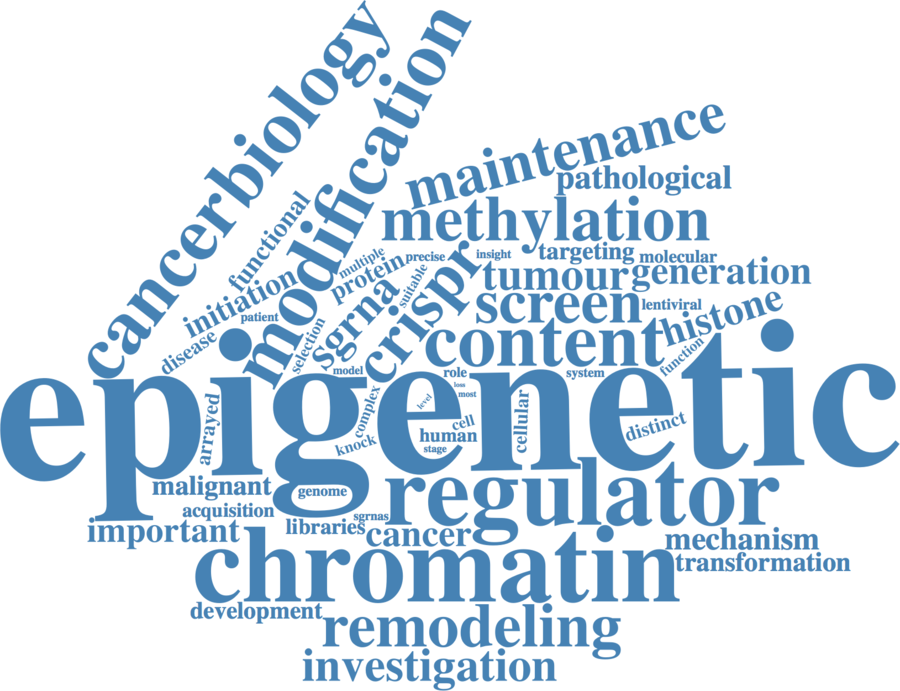 cancerbiology
modification
maintenance
pathological
functional
methylation
multiple
precise
insight
targeting
molecular
initiation
protein
suitable
crispr
tumour
generation
patient
sgrna
screen
lentiviral
histone
disease
selection
content
function
model
role
loss
most
system
epigenetic
arrayed
complex
level
cell
human
stage
cellular
distinct
knock
malignant
genome
regulator
acquisition
sgrnas
important
libraries
cancer
mechanism
chromatin
transformation
development
remodeling
investigation